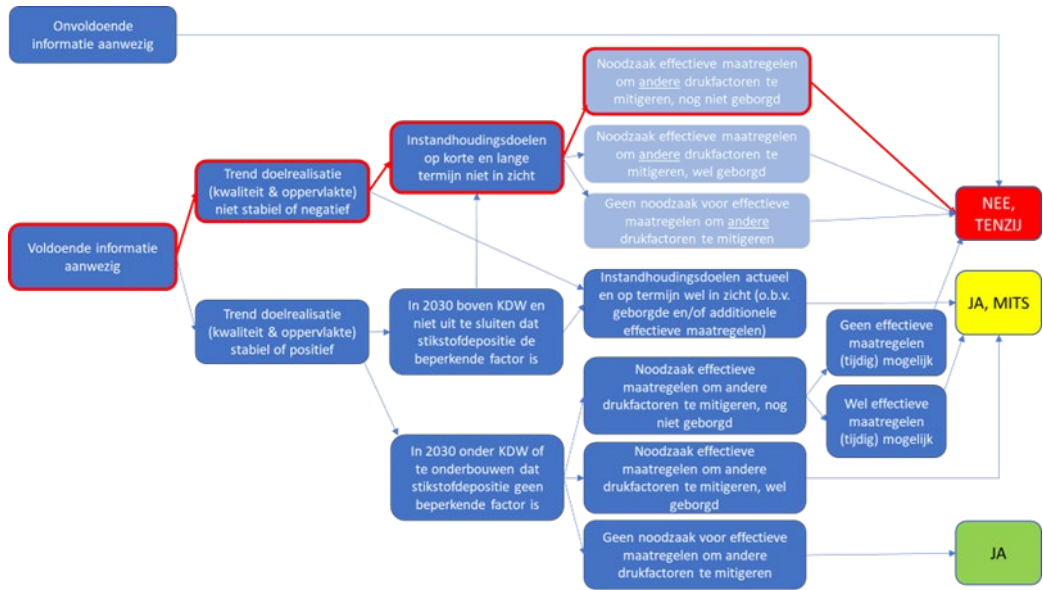 Onvoldoende
informatie aanwezig
Noodzaak effectieve maatregelen
om andere drukfactoren te
mitigeren, nog niet geborgd
Instandhoudingsdoelen
op korte en lange
termijn niet in zicht
Noodzaak effectieve maatregelen
om andere drukfactoren te
mitigeren, wel geborgd
Trend doelrealisatie
(kwaliteit & oppervlakte)
niet stabiel of negatief
Geen noodzaak voor effectieve
maatregelen om andere
drukfactoren te mitigeren
NEE,
TENZIJ
Voldoende informatie
aanwezig
Instandhoudingsdoelen actueel
en op termijn wel in zicht (o.b.v.
geborgde en/of additionele
effectieve maatregelen)
JA, MITS
Trend doelrealisatie
(kwaliteit & oppervlakte)
stabiel of positief
In 2030 boven KDW en
niet uit te sluiten dat
stikstofdepositie de
beperkende factor is
Geen effectieve
maatregelen
(tijdig) mogelijk
Noodzaak effectieve
maatregelen om andere
drukfactoren te mitigeren, nog
niet geborgd
Wel effectieve
maatregelen
(tijdig) mogelijk
In 2030 onder KDW of
te onderbouwen dat
stikstofdepositie geen
beperkende factor is
Noodzaak effectieve
maatregelen om andere
drukfactoren te mitigeren, wel
geborgd
Geen noodzaak voor effectieve
maatregelen om andere
drukfactoren te mitigeren
JA